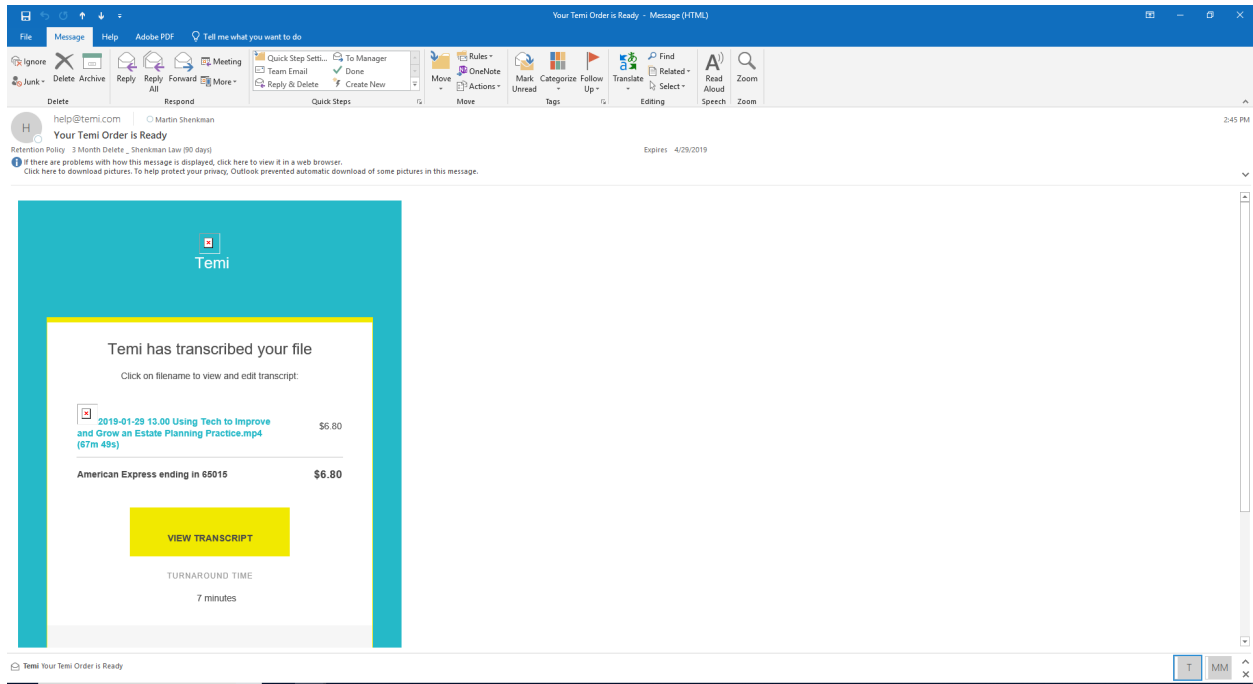 Your Temi Order is Ready - Message (HTML)
File Message Help Adobe PDF Tell me what you want to do
Ignore
Junk
Delete
Archive
Reply
Reply All
Forward
Meeting
More
Quick Step Setti...
Team Email
Reply & Delete
To Manager
Done
Create New
Move
Rules
OneNote
Actions
Mark Unread
Categorize
Follow Up
Translate
Find
Related
Select
Read Aloud
Zoom
Delete Respond Quick Steps Move Tags Editing Speech Zoom
H
help@temi.com Martin Shenkman 2:45 PM
Your Temi Order is Ready
Retention Policy 3 Month Delete _ Shenkman Law (90 days) Expires 4/29/2019
If there are problems with how this message is displayed, click here to view it in a web browser.
Click here to download pictures. To help protect your privacy, Outlook prevented automatic download of some pictures in this message.
Temi
Temi has transcribed your file
Click on filename to view and edit transcript:
2019-01-29 13.00 Using Tech to Improve
and Grow an Estate Planning Practice.mp4
(67m 49s)
$6.80
American Express ending in 65015 $6.80
VIEW TRANSCRIPT
TURNAROUND TIME
7 minutes
Temi Your Temi Order is Ready
T MM